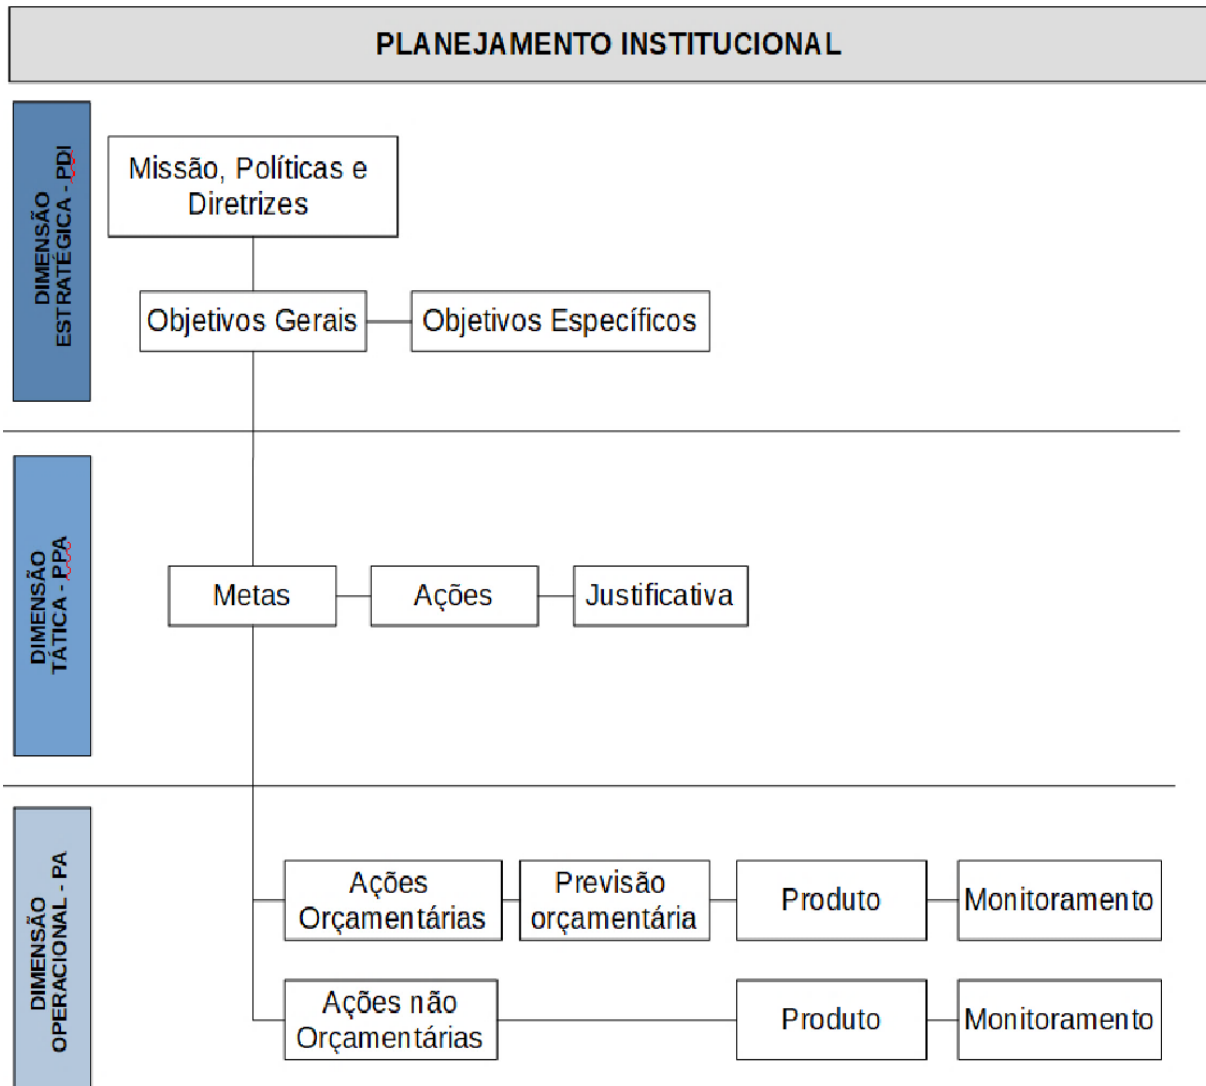 PLANEJAMENTO INSTITUCIONAL
DIMENSÃO
ESTRATÉGICA - PDI
Missão, Políticas e
Diretrizes
Objetivos Gerais
Objetivos Específicos
DIMENSÃO
TÁTICA - PPA
Metas
Ações
Justificativa
DIMENSÃO
OPERACIONAL - PA
Ações
Orçamentárias
Previsão
orçamentária
Produto
Monitoramento
Ações não
Orçamentárias
Produto
Monitoramento